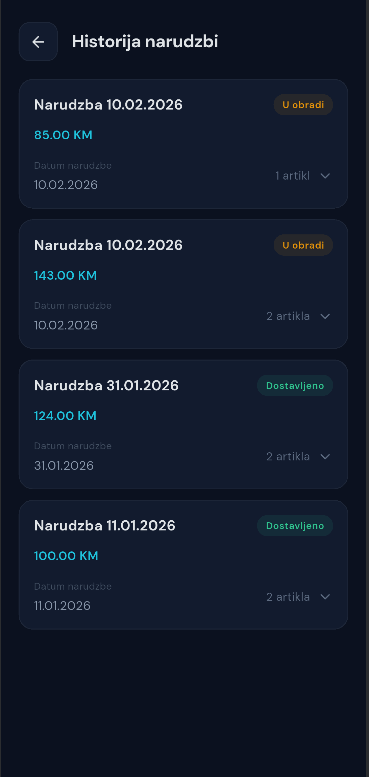 Historija narudzbi
Narudzba 10.02.2026
U obradi
85.00 KM
Datum narudzbe
10.02.2026
1 artikl
Narudzba 10.02.2026
U obradi
143.00 KM
Datum narudzbe
10.02.2026
2 artikla
Narudzba 31.01.2026
Dostavljeno
124.00 KM
Datum narudzbe
31.01.2026
2 artikla
Narudzba 11.01.2026
Dostavljeno
100.00 KM
Datum narudzbe
11.01.2026
2 artikla